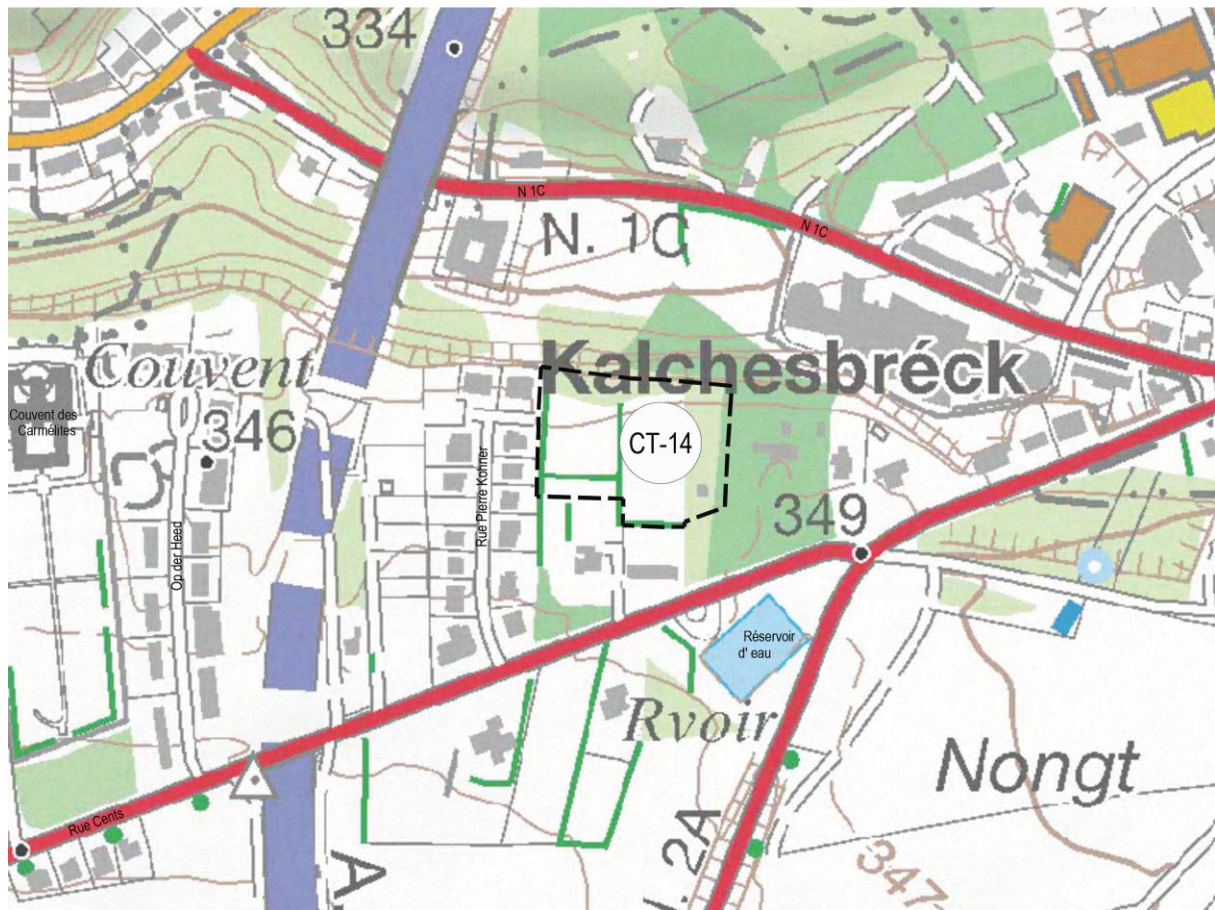 334
N 1C
N. 1C
N 1C
Kalchesbréck
Couvent
Couvent des
Carmélites
346
CT-14
Rue Pierre Kohner
Op der Heed
349
Réservoir
d' eau
Rvoir
Nongt
Rue Cents
A
. 2A
347